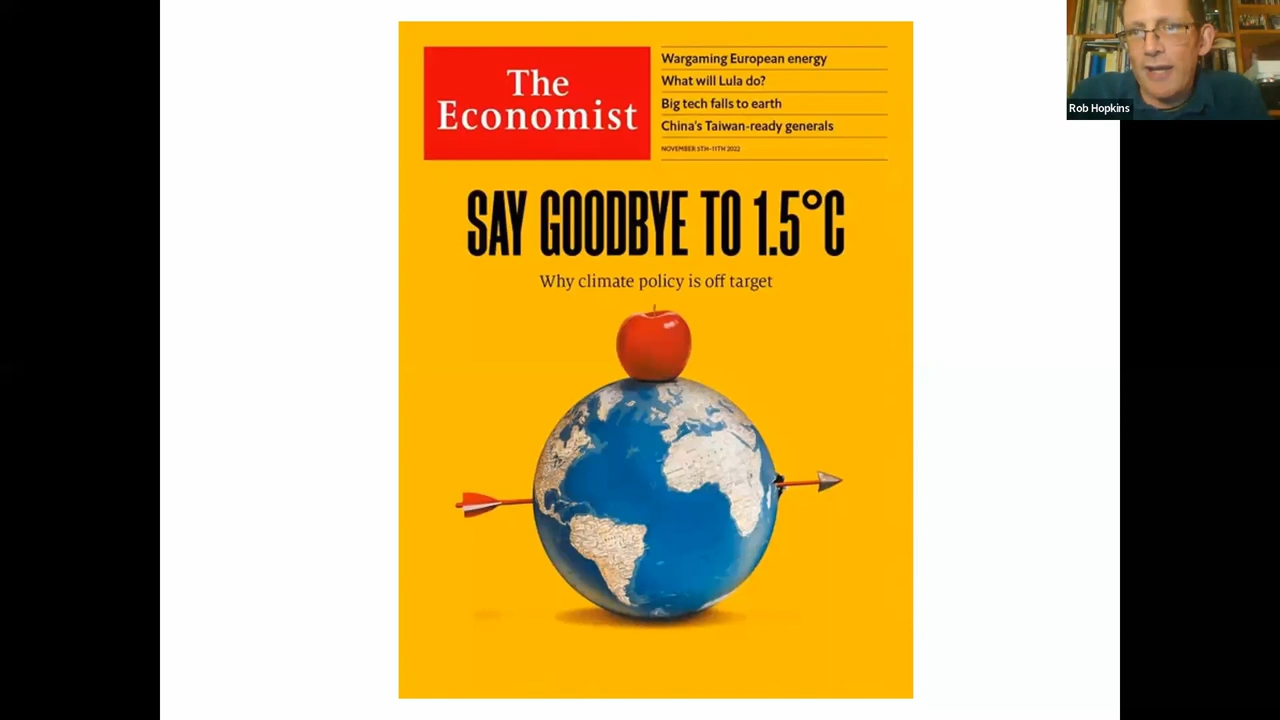 The
Economist
Wargaming European energy
What will Lula do?
Big tech falls to earth
China's Taiwan-ready generals
NOVEMBER 5TH–11TH 2022
SAY GOODBYE TO 1.5°C
Why climate policy is off target
Rob Hopkins